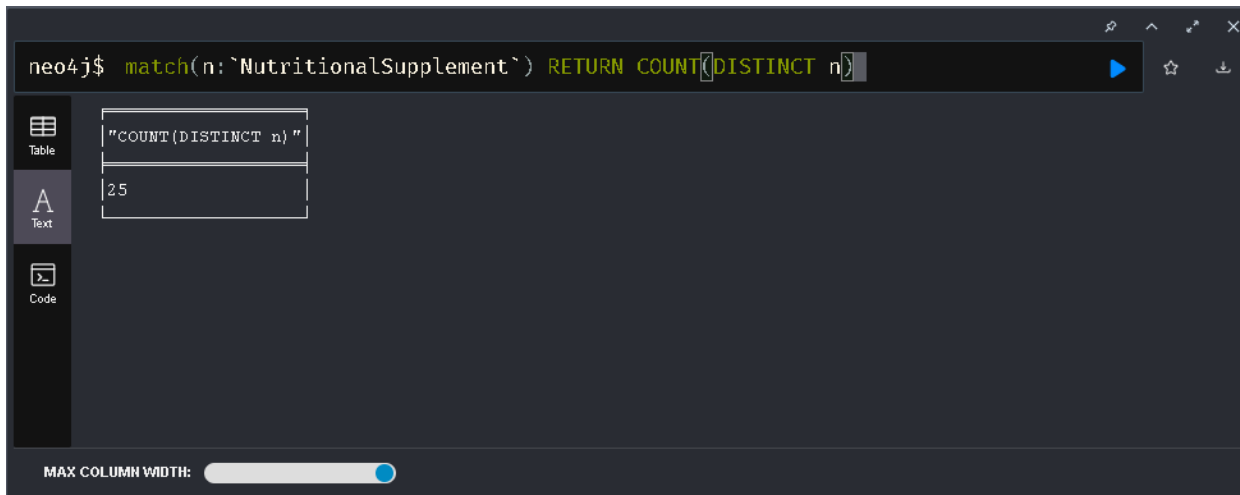 neo4j$ match(n:`NutritionalSupplement`) RETURN COUNT(DISTINCT n)
Table
"COUNT(DISTINCT n)"
25
A
Text
Code
MAX COLUMN WIDTH: